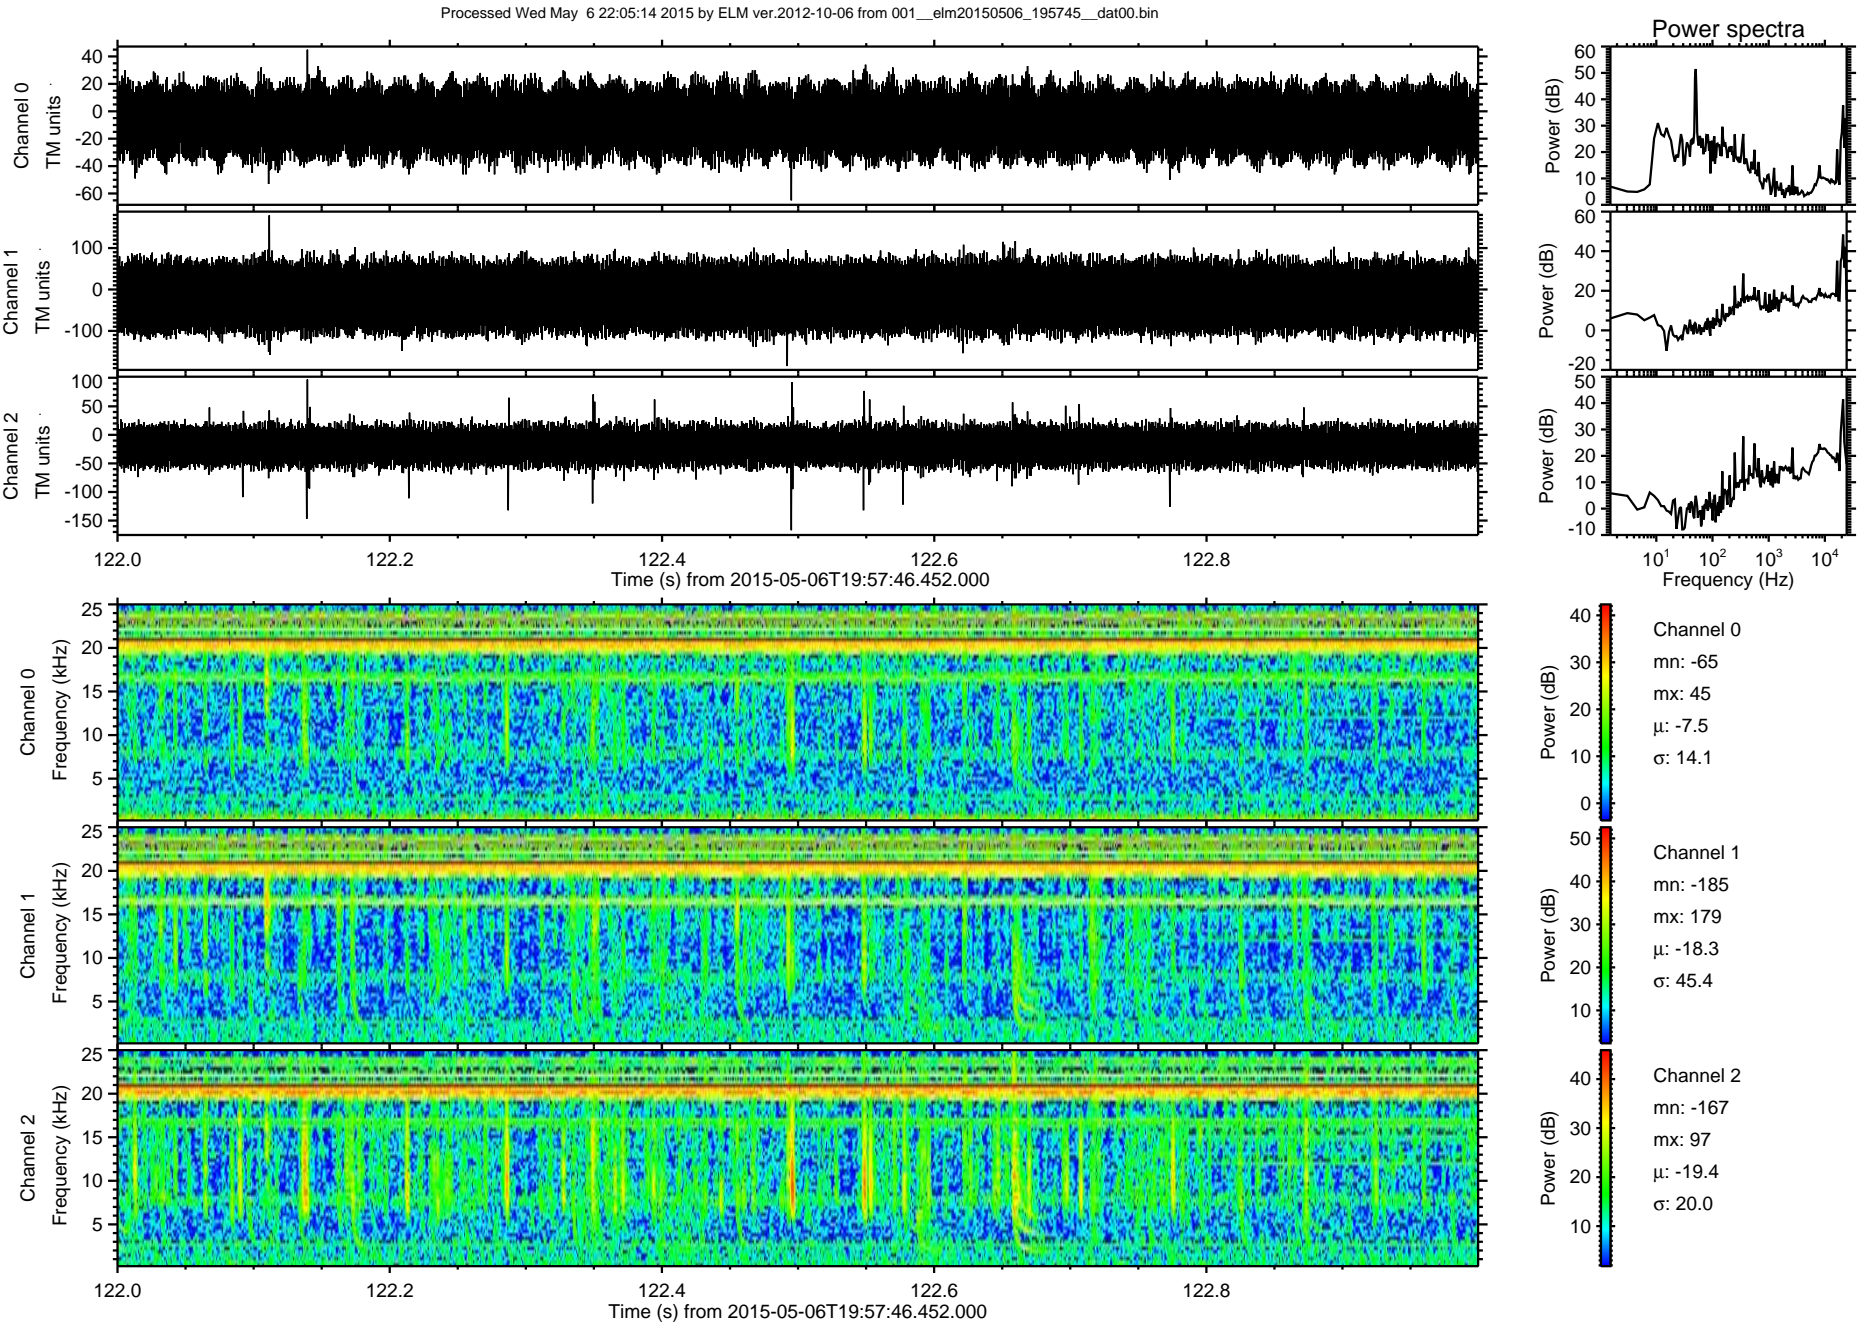 Processed Wed May  6 22:05:14 2015 by ELM ver.2012-10-06 from 001__elm20150506_195745__dat00.bin
Power spectra
Channel 0
TM units
40
20
0
-20
-40
-60
Power (dB)
60
50
40
30
20
10
0
Channel 1
TM units
100
0
-100
Power (dB)
60
40
20
0
-20
Channel 2
TM units
100
50
0
-50
-100
-150
Power (dB)
50
40
30
20
10
0
-10
122.0 122.2 122.4 122.6 122.8
Time (s) from 2015-05-06T19:57:46.452.000
10^1 10^2 10^3 10^4
Frequency (Hz)
Channel 0
Frequency (kHz)
25
20
15
10
5
Power (dB)
40
30
20
10
0
Channel 0
mn: -65
mx: 45
μ: -7.5
σ: 14.1
Channel 1
Frequency (kHz)
25
20
15
10
5
Power (dB)
50
40
30
20
10
Channel 1
mn: -185
mx: 179
μ: -18.3
σ: 45.4
Channel 2
Frequency (kHz)
25
20
15
10
5
Power (dB)
40
30
20
10
Channel 2
mn: -167
mx: 97
μ: -19.4
σ: 20.0
122.0 122.2 122.4 122.6 122.8
Time (s) from 2015-05-06T19:57:46.452.000